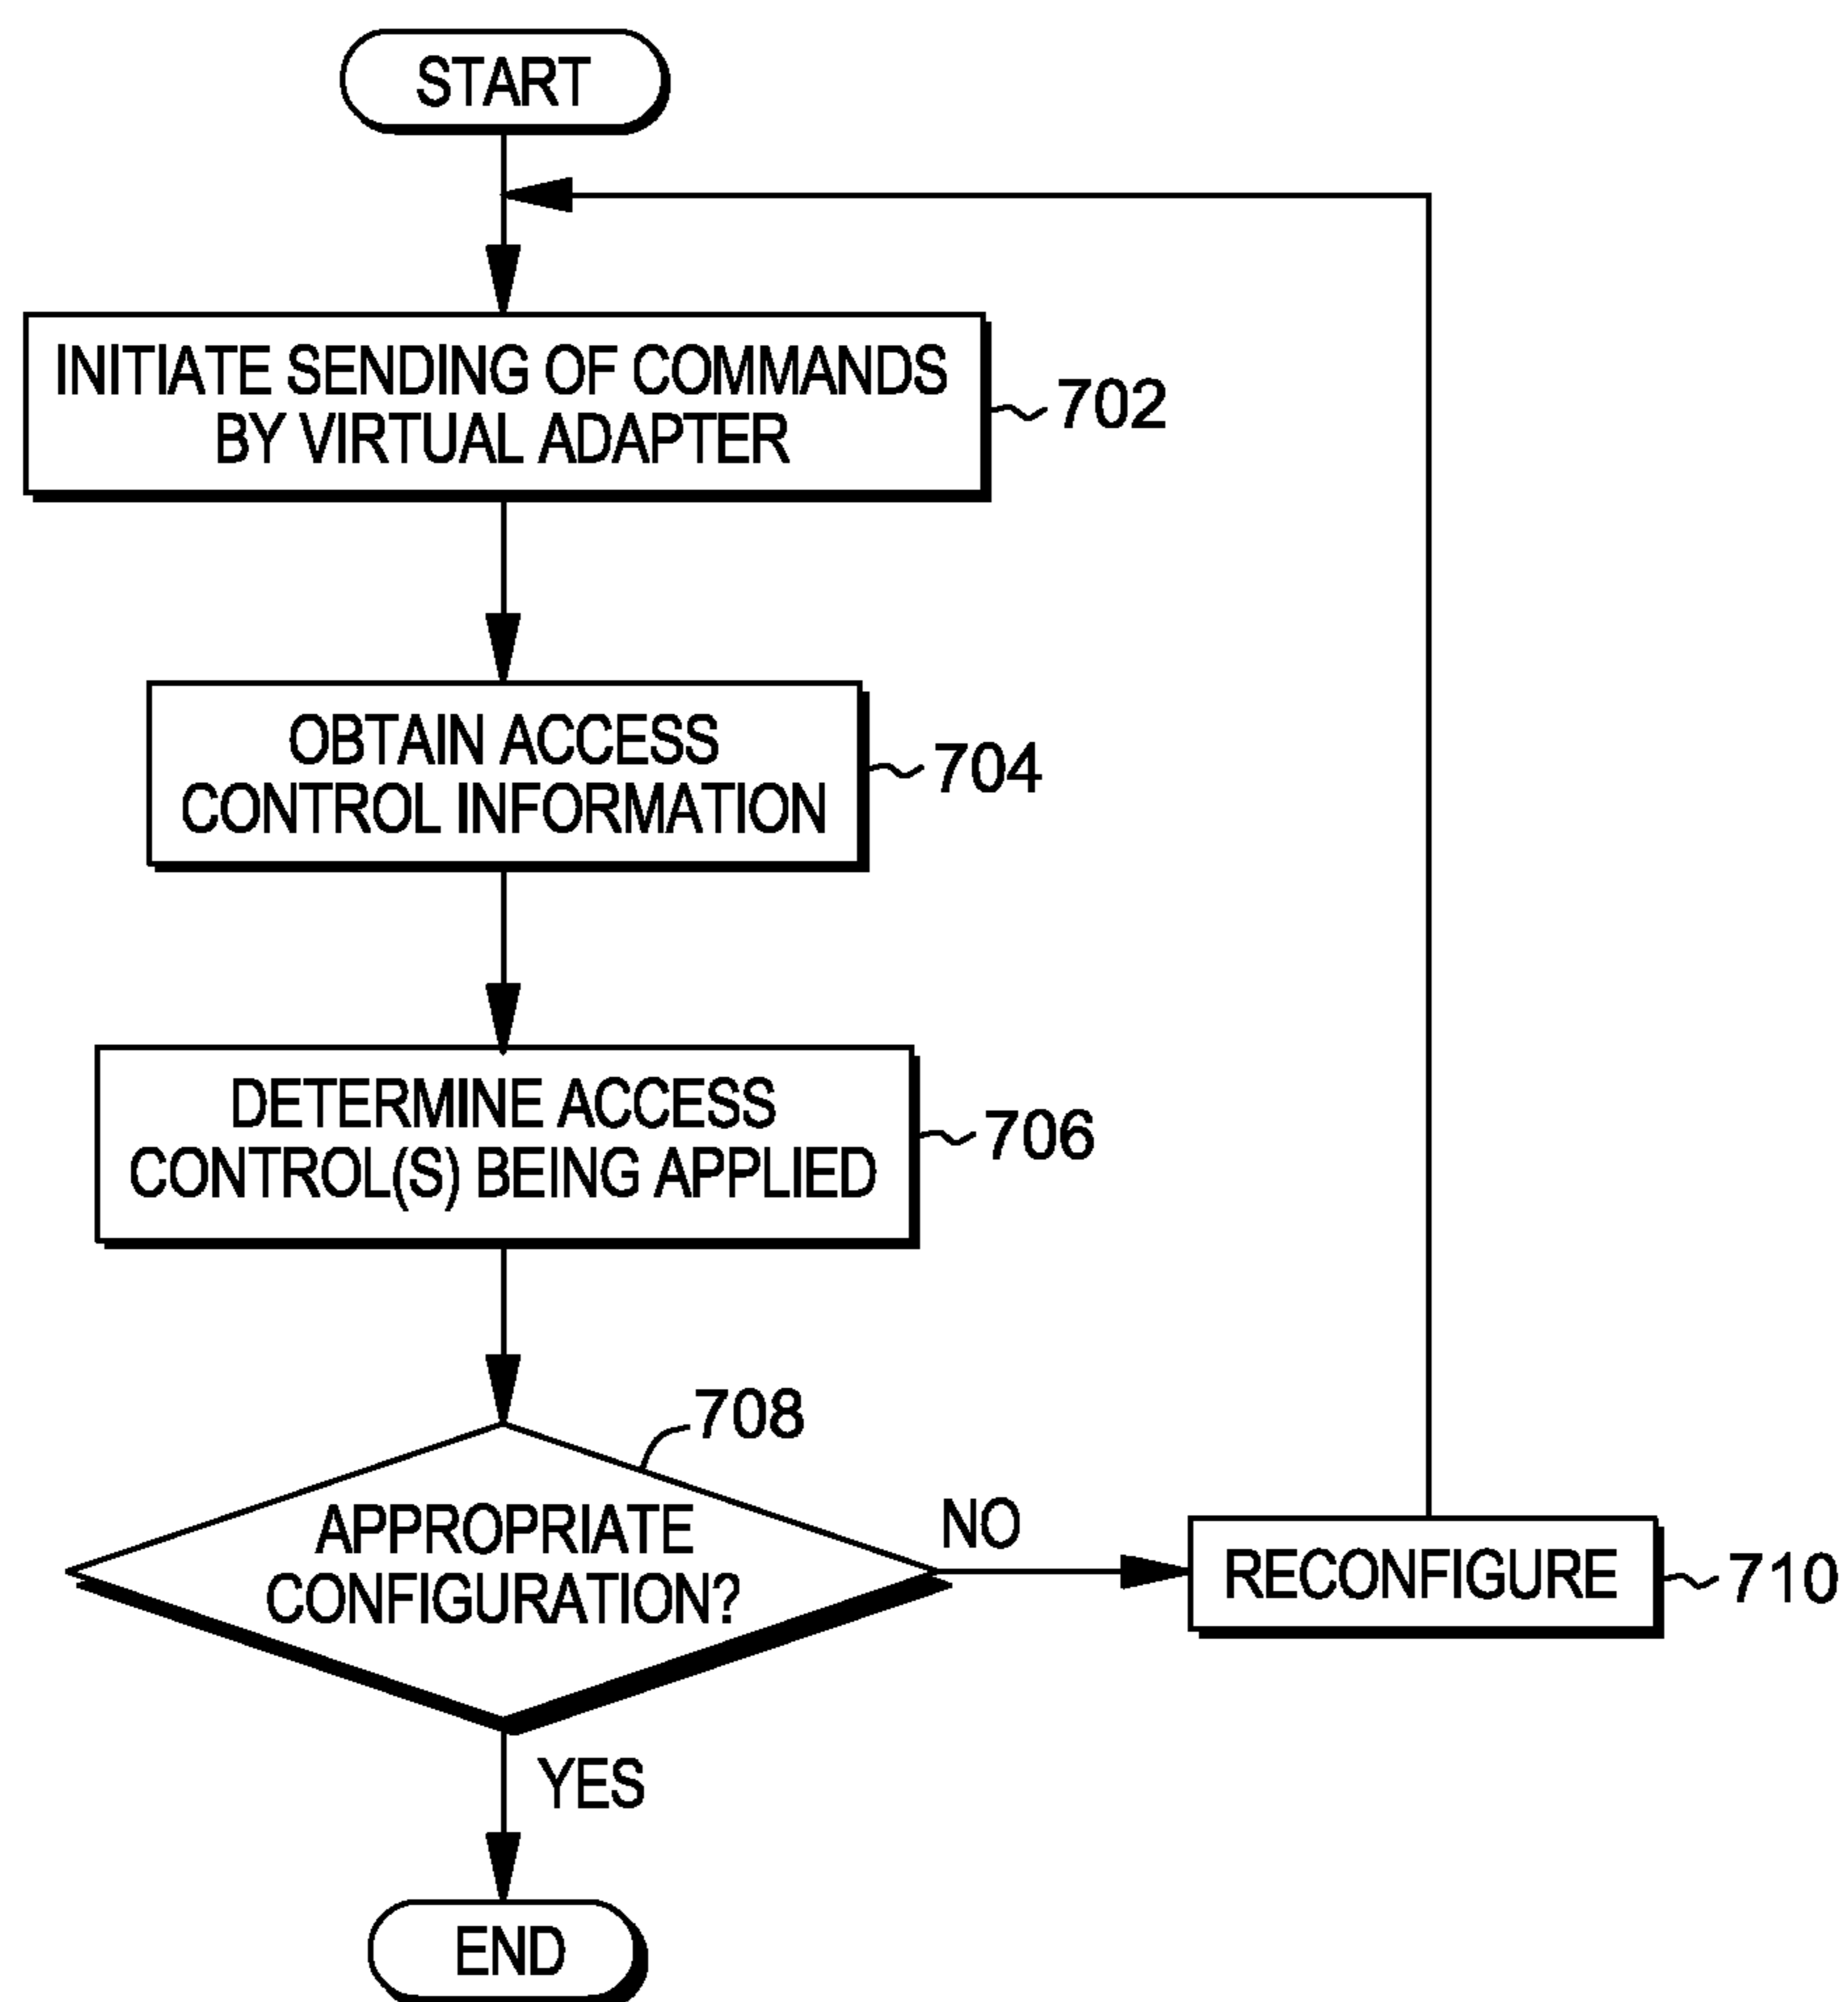 START
INITIATE SENDING OF COMMANDS
BY VIRTUAL ADAPTER
702
OBTAIN ACCESS
CONTROL INFORMATION
704
DETERMINE ACCESS
CONTROL(S) BEING APPLIED
706
708
APPROPRIATE
CONFIGURATION?
NO
RECONFIGURE
710
YES
END